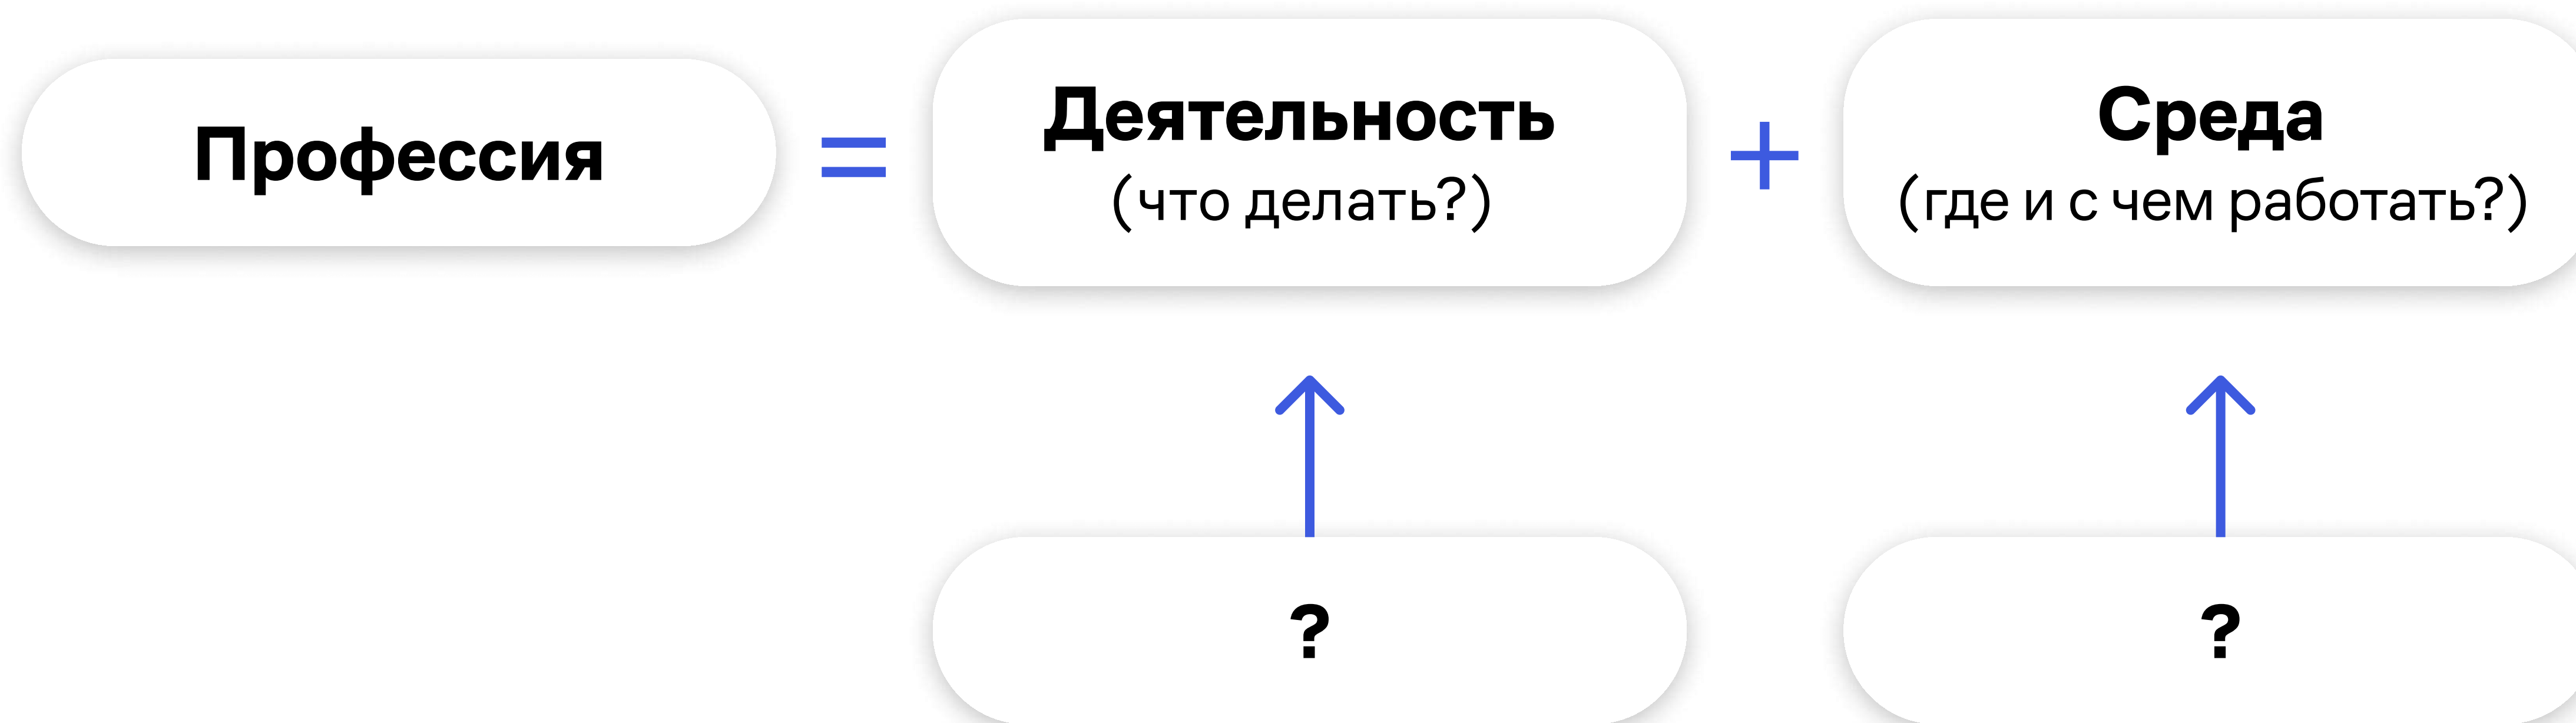 Профессия
=
Деятельность
(что делать?)
+
Среда
(где и с чем работать?)
?
?